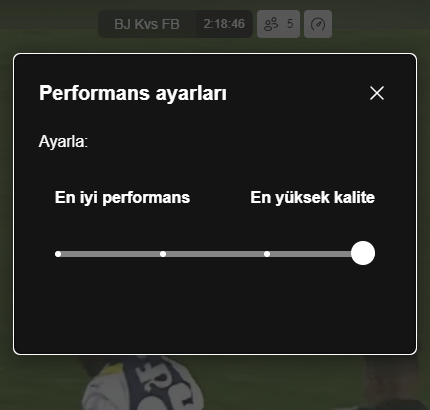 BJ Kvs FB 2:18:46 5
Performans ayarları
Ayarla:
En iyi performans En yüksek kalite